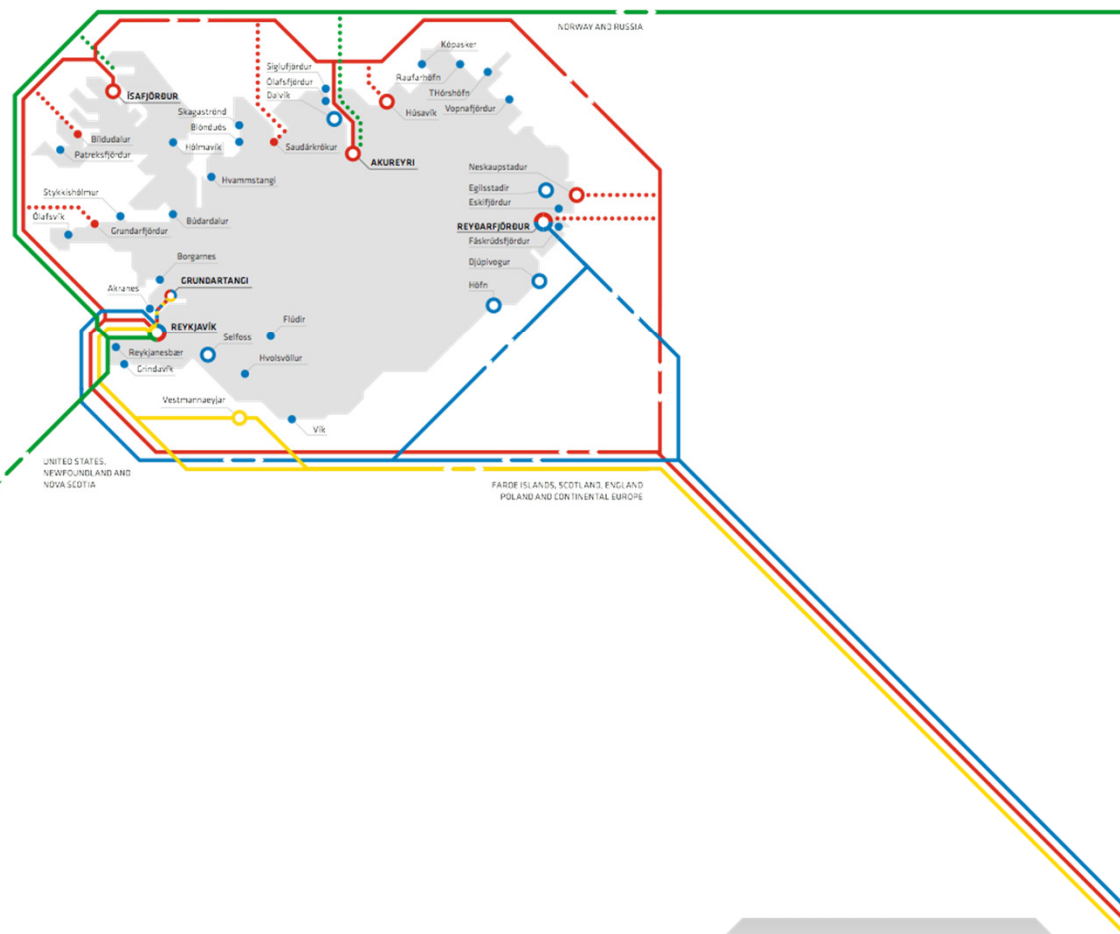 NORWAY AND RUSSIA
Kópasker
Siglufjördur
Raufarhöfn
Ólafsfjördur
Dalvík
THórshöfn
ÍSAFJÖRÐUR
Vopnafjördur
Skagaströnd
Húsavík
Blönduós
Bíldudalur
Hólmavík
Saudárkrókur
Patreksfjördur
AKUREYRI
Neskaupstadur
Hvammstangi
Egilsstadir
Stykkishólmur
Eskifjördur
Ólafsvík
Búdardalur
Grundarfjördur
REYÐARFJÖRÐUR
Fáskrúdsfjördur
Borgarnes
Djúpivogur
GRUNDARTANGI
Höfn
Akranes
Flúdir
REYKJAVÍK
Selfoss
Reykjanesbær
Hvolsvöllur
Grindavík
Vestmannaeyjar
Vík
UNITED STATES,
NEWFOUNDLAND AND
NOVA SCOTIA
FAROE ISLANDS, SCOTLAND, ENGLAND
POLAND AND CONTINENTAL EUROPE